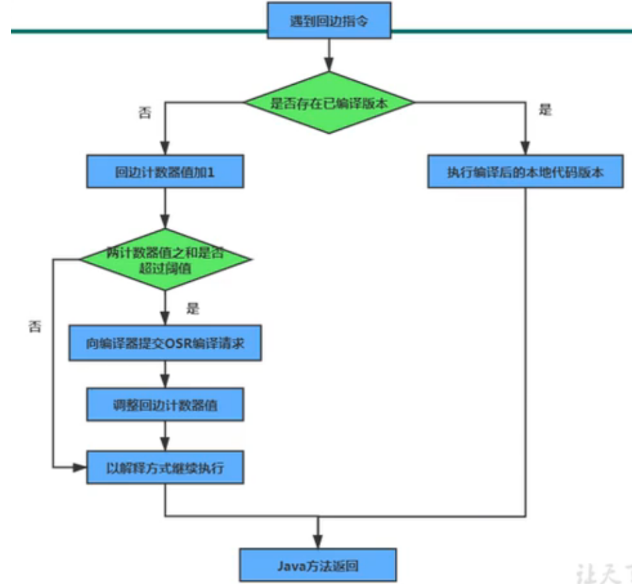 遇到回边指令
是否存在已编译版本
否
是
回边计数器值加1
执行编译后的本地代码版本
两计数器值之和是否
超过阈值
是
否
向编译器提交OSR编译请求
调整回边计数器值
以解释方式继续执行
Java方法返回
让天